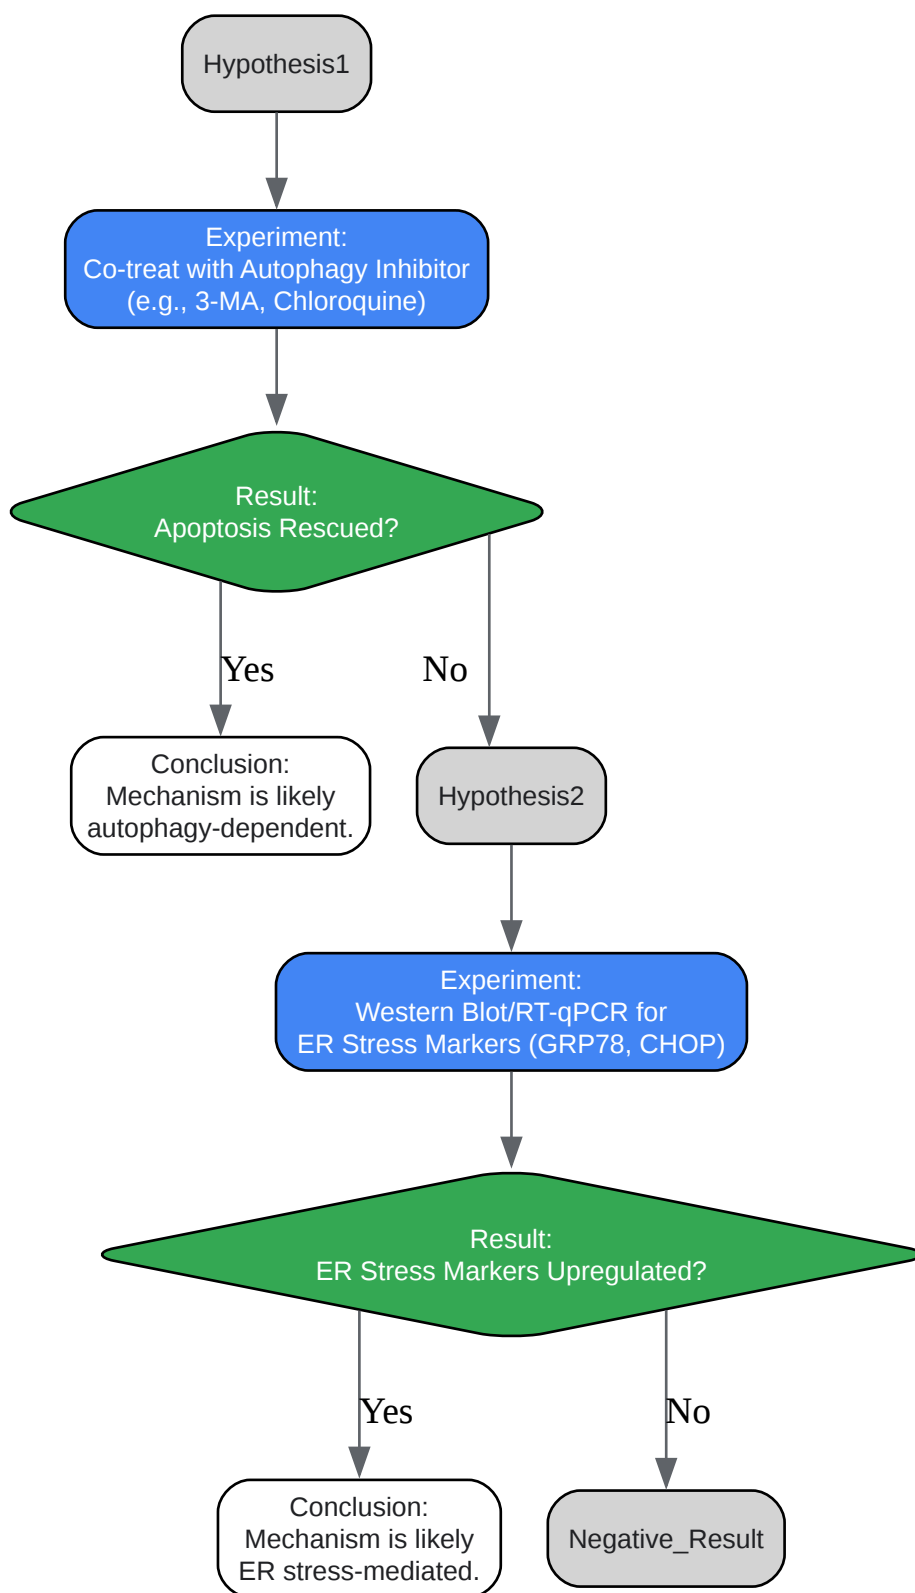 Hypothesis1
Experiment:
Co-treat with Autophagy Inhibitor
(e.g., 3-MA, Chloroquine)
Result:
Apoptosis Rescued?
Yes
No
Conclusion:
Mechanism is likely
autophagy-dependent.
Hypothesis2
Experiment:
Western Blot/RT-qPCR for
ER Stress Markers (GRP78, CHOP)
Result:
ER Stress Markers Upregulated?
Yes
No
Conclusion:
Mechanism is likely
ER stress-mediated.
Negative_Result